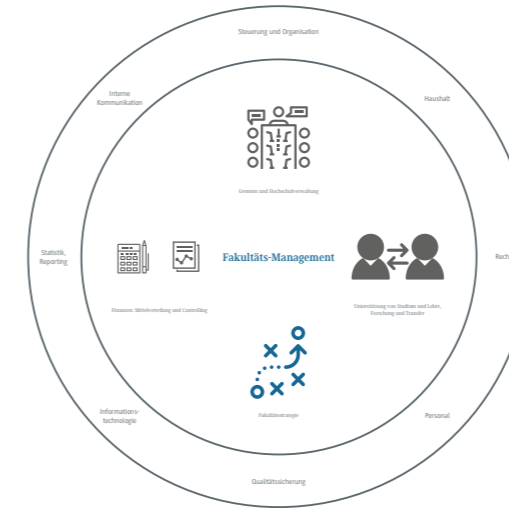 Steuerung und Organisation
Interne
Kommunikation
Haushalt
Gremien und Hochschulverwaltung
Statistik,
Reporting
Fakultäts-Management
Rech
Finanzen: Mittelverteilung und Controlling
Unterstützung von Studium und Lehre,
Forschung und Transfer
Informations-
technologie
Fakultätsstrategie
Personal
Qualitätssicherung